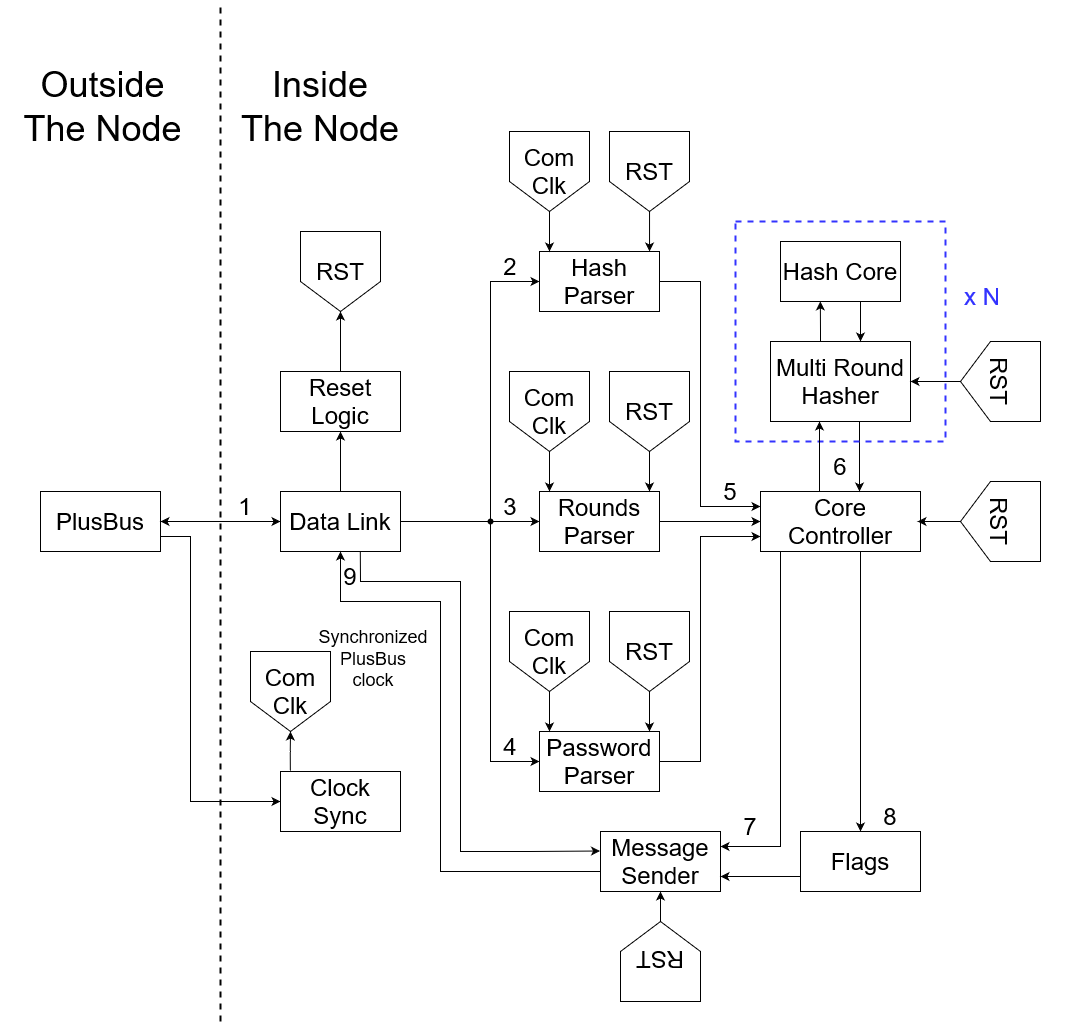 Outside
The Node
Inside
The Node
Com
Clk
RST
RST
2
Hash
Parser
Hash Core
x N
Multi Round
Hasher
RST
Reset
Logic
Com
Clk
RST
6
1
3
5
PlusBus
Data Link
Rounds
Parser
Core
Controller
RST
9
Synchronized
PlusBus
clock
Com
Clk
Com
Clk
RST
4
Password
Parser
Clock
Sync
7
8
Message
Sender
Flags
RST